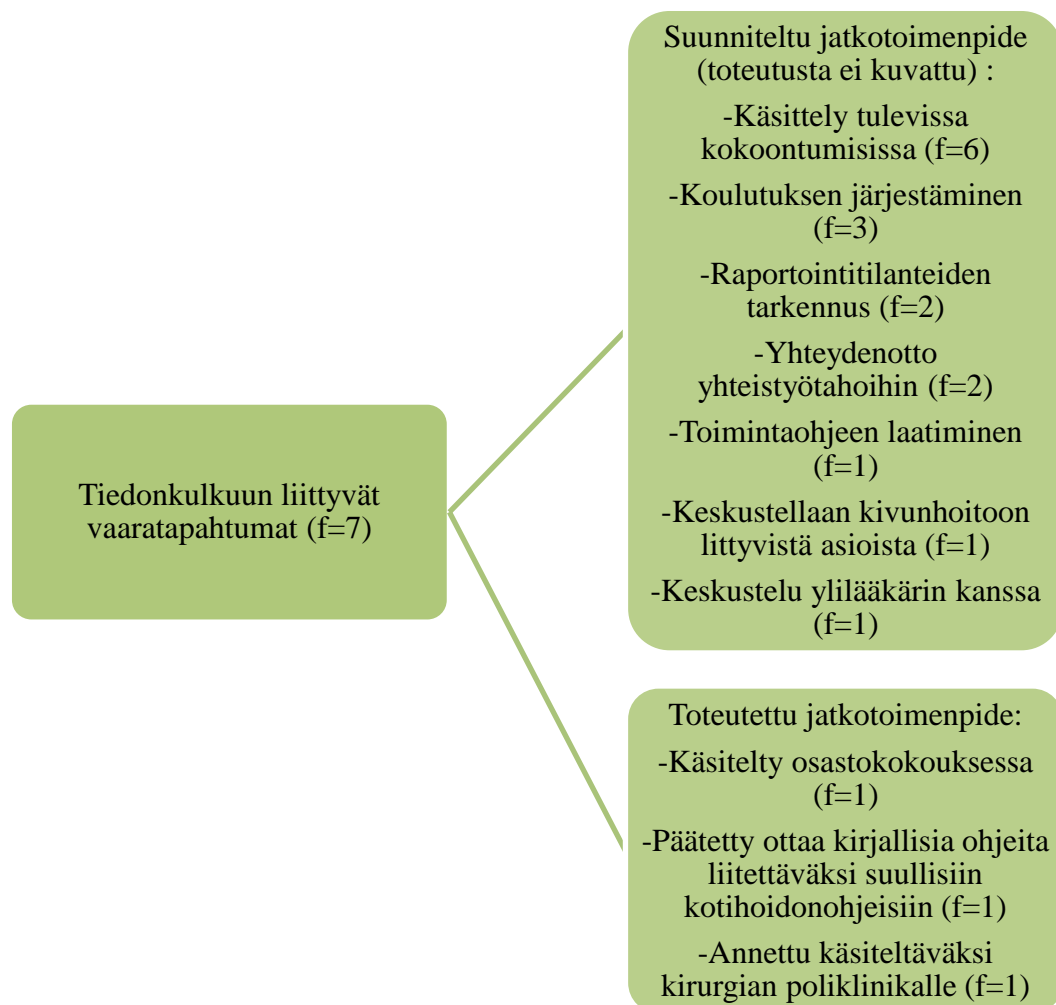 Suunniteltu jatkotoimenpide
(toteutusta ei kuvattu) :
-Käsittely tulevissa
kokoontumisissa (f=6)
-Koulutuksen järjestäminen
(f=3)
-Raportointitilanteiden
tarkennus (f=2)
-Yhteydenotto
yhteistyötahoihin (f=2)
-Toimintaohjeen laatiminen
(f=1)
-Keskustellaan kivunhoitoon
littyvistä asioista (f=1)
-Keskustelu ylilääkärin kanssa
(f=1)
Tiedonkulkuun liittyvät
vaaratapahtumat (f=7)
Toteutettu jatkotoimenpide:
-Käsitelty osastokokouksessa
(f=1)
-Päätetty ottaa kirjallisia ohjeita
liitettäväksi suullisiin
kotihoidonohjeisiin (f=1)
-Annettu käsiteltäväksi
kirurgian poliklinikalle (f=1)